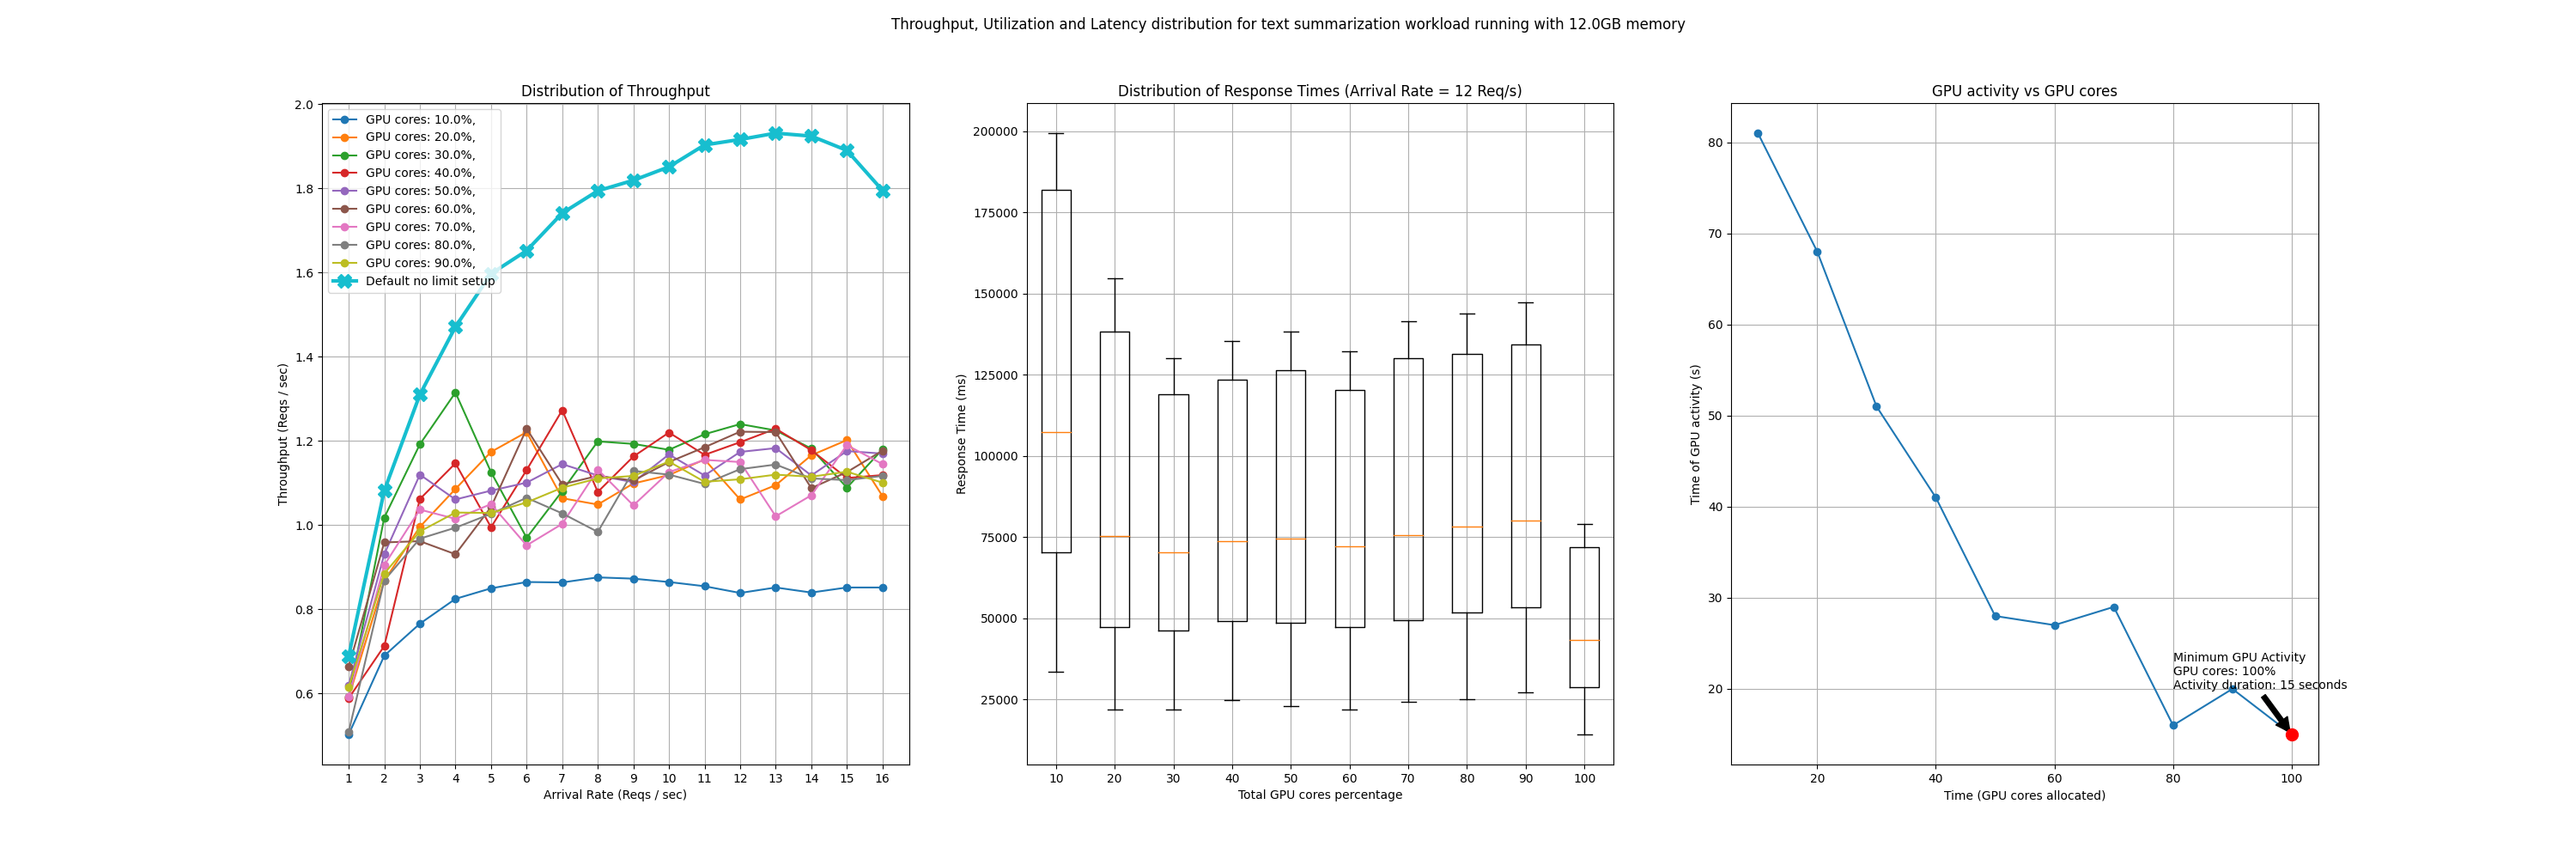 Throughput, Utilization and Latency distribution for text summarization workload running with 12.0GB memory
Distribution of Throughput
2.0
1.8
1.6
1.4
1.2
1.0
0.8
0.6
Throughput (Reqs / sec)
GPU cores: 10.0%,
GPU cores: 20.0%,
GPU cores: 30.0%,
GPU cores: 40.0%,
GPU cores: 50.0%,
GPU cores: 60.0%,
GPU cores: 70.0%,
GPU cores: 80.0%,
GPU cores: 90.0%,
Default no limit setup
1 2 3 4 5 6 7 8 9 10 11 12 13 14 15 16
Arrival Rate (Reqs / sec)
Distribution of Response Times (Arrival Rate = 12 Req/s)
200000
175000
150000
125000
100000
75000
50000
25000
Response Time (ms)
10 20 30 40 50 60 70 80 90 100
Total GPU cores percentage
GPU activity vs GPU cores
80
70
60
50
40
30
20
Time of GPU activity (s)
Minimum GPU Activity
GPU cores: 100%
Activity duration: 15 seconds
20 40 60 80 100
Time (GPU cores allocated)